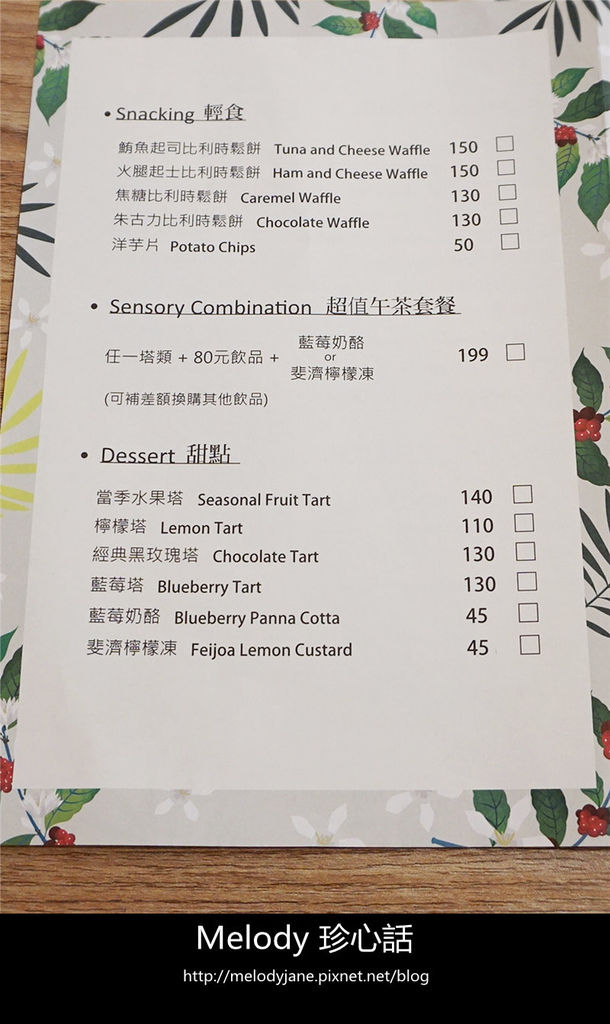 • Snacking 輕食
鮪魚起司比利時鬆餅 Tuna and Cheese Waffle 150
火腿起士比利時鬆餅 Ham and Cheese Waffle 150
焦糖比利時鬆餅 Caremel Waffle 130
朱古力比利時鬆餅 Chocolate Waffle 130
洋芋片 Potato Chips 50
• Sensory Combination 超值午茶套餐
藍莓奶酪
任一塔類 + 80元飲品 + or 199
斐濟檸檬凍
(可補差額換購其他飲品)
• Dessert 甜點
當季水果塔 Seasonal Fruit Tart 140
檸檬塔 Lemon Tart 110
經典黑玫瑰塔 Chocolate Tart 130
藍莓塔 Blueberry Tart 130
藍莓奶酪 Blueberry Panna Cotta 45
斐濟檸檬凍 Feijoa Lemon Custard 45
Melody 珍心話
http://melodyjane.pixnet.net/blog